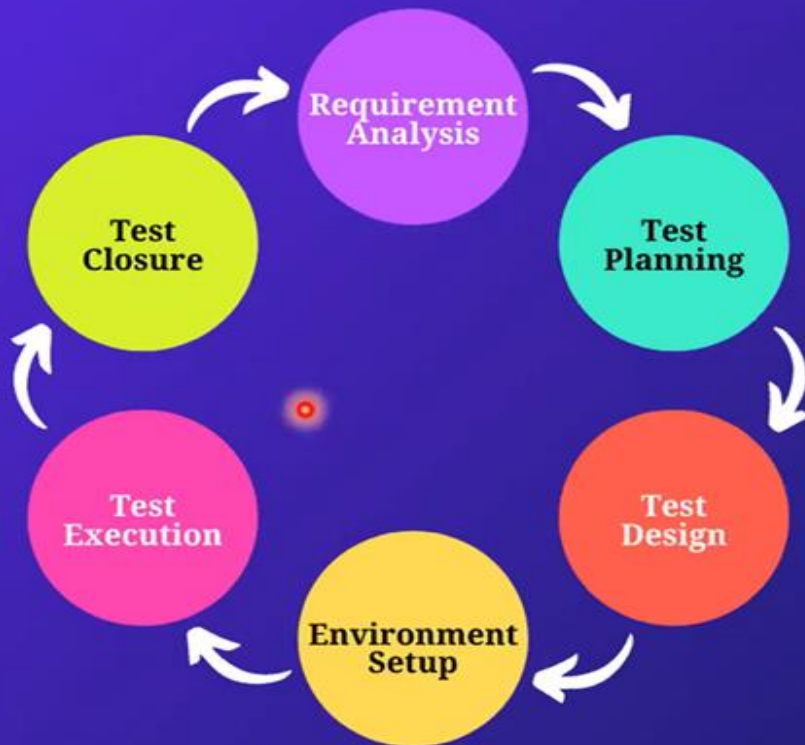 Requirement
Analysis
Test
Planning
Test
Design
Environment
Setup
Test
Execution
Test
Closure